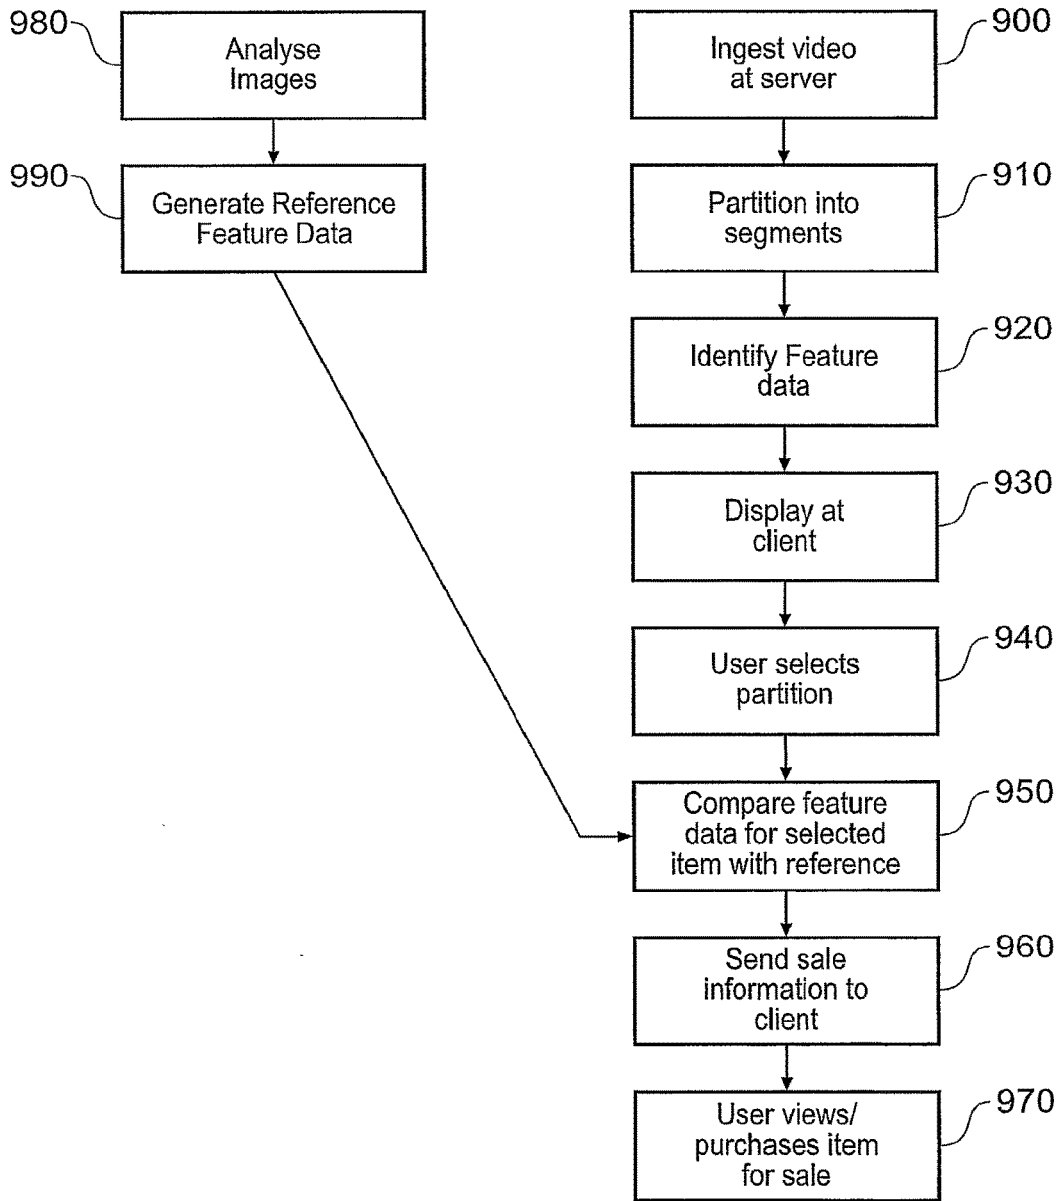 980
Analyse
Images
990
Generate Reference
Feature Data
900
Ingest video
at server
910
Partition into
segments
920
Identify Feature
data
930
Display at
client
940
User selects
partition
950
Compare feature
data for selected
item with reference
960
Send sale
information to
client
970
User views/
purchases item
for sale